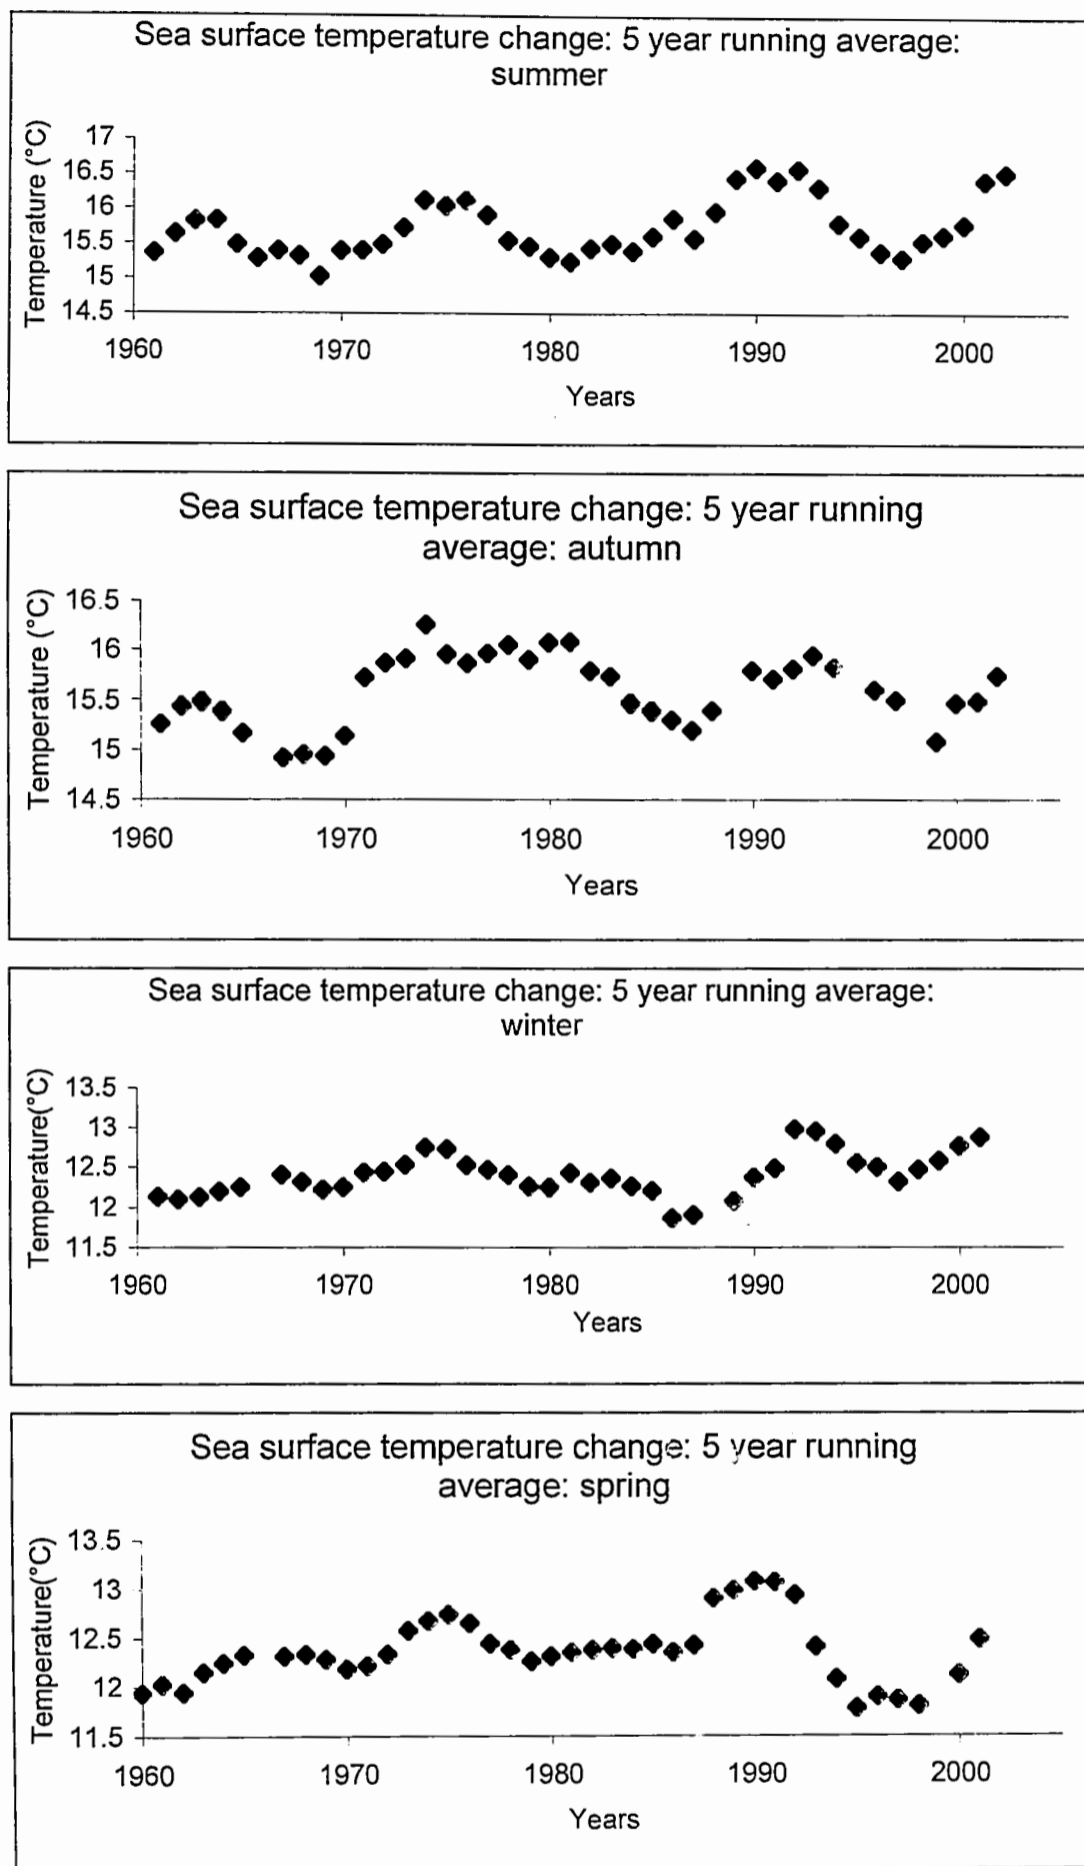 Sea surface temperature change: 5 year running average:
summer
Temperature (°C)
17
16.5
16
15.5
15
14.5
1960 1970 1980 1990 2000
Years
Sea surface temperature change: 5 year running
average: autumn
Temperature (°C)
16.5
16
15.5
15
14.5
1960 1970 1980 1990 2000
Years
Sea surface temperature change: 5 year running average:
winter
Temperature(°C)
13.5
13
12.5
12
11.5
1960 1970 1980 1990 2000
Years
Sea surface temperature change: 5 year running
average: spring
Temperature(°C)
13.5
13
12.5
12
11.5
1960 1970 1980 1990 2000
Years